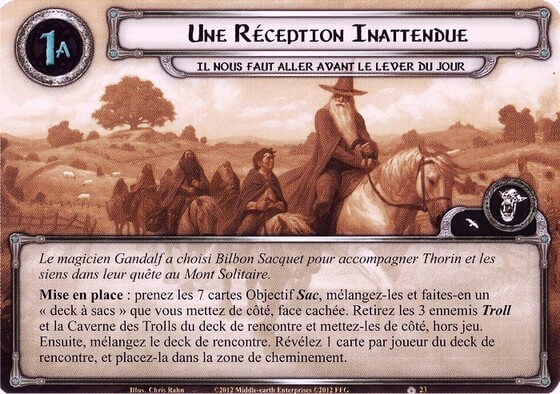 1A
UNE RÉCEPTION INATTENDUE
IL NOUS FAUT ALLER AVANT LE LEVER DU JOUR
Le magicien Gandalf a choisi Bilbon Sacquet pour accompagner Thorin et les
siens dans leur quête au Mont Solitaire.
Mise en place : prenez les 7 cartes Objectif Sac, mélangez-les et faites-en un
« deck à sacs » que vous mettez de côté, face cachée. Retirez les 3 ennemis Troll
et la Caverne des Trolls du deck de rencontre et mettez-les de côté, hors jeu.
Ensuite, mélangez le deck de rencontre. Révélez 1 carte par joueur du deck de
rencontre, et placez-la dans la zone de cheminement.
Illus. Chris Rahn ©2012 Middle-earth Enterprises ©2012 FFG 23